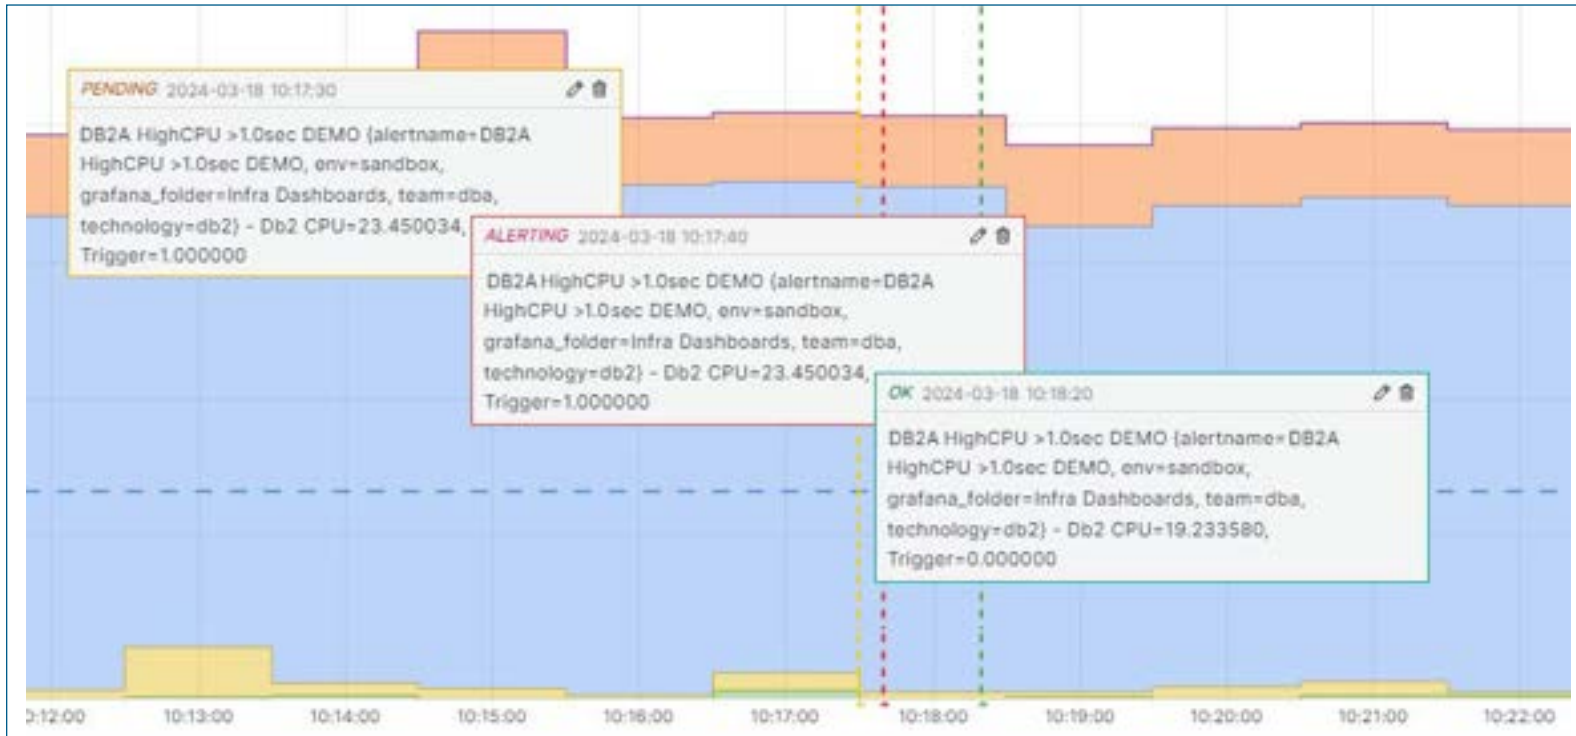 PENDING 2024-03-18 10:17:30
DB2A HighCPU >1.0sec DEMO {alertname=DB2A
HighCPU >1.0sec DEMO, env=sandbox,
grafana_folder=Infra Dashboards, team=dba,
technology=db2} - Db2 CPU=23.450034,
Trigger=1.000000
ALERTING 2024-03-18 10:17:40
DB2A HighCPU >1.0sec DEMO {alertname=DB2A
HighCPU >1.0sec DEMO, env=sandbox,
grafana_folder=Infra Dashboards, team=dba,
technology=db2} - Db2 CPU=23.450034,
Trigger=1.000000
OK 2024-03-18 10:18:20
DB2A HighCPU >1.0sec DEMO {alertname=DB2A
HighCPU >1.0sec DEMO, env=sandbox,
grafana_folder=Infra Dashboards, team=dba,
technology=db2} - Db2 CPU=19.233580,
Trigger=0.000000
0:12:00 10:13:00 10:14:00 10:15:00 10:16:00 10:17:00 10:18:00 10:19:00 10:20:00 10:21:00 10:22:00